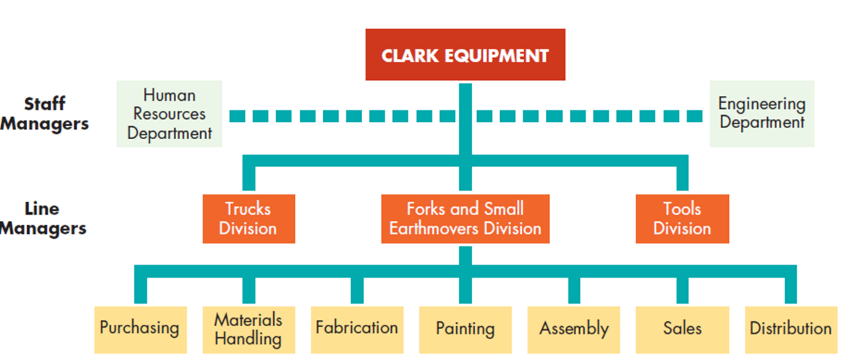 CLARK EQUIPMENT
Staff
Managers
Human
Resources
Department
Engineering
Department
Line
Managers
Trucks
Division
Forks and Small
Earthmovers Division
Tools
Division
Purchasing
Materials
Handling
Fabrication
Painting
Assembly
Sales
Distribution